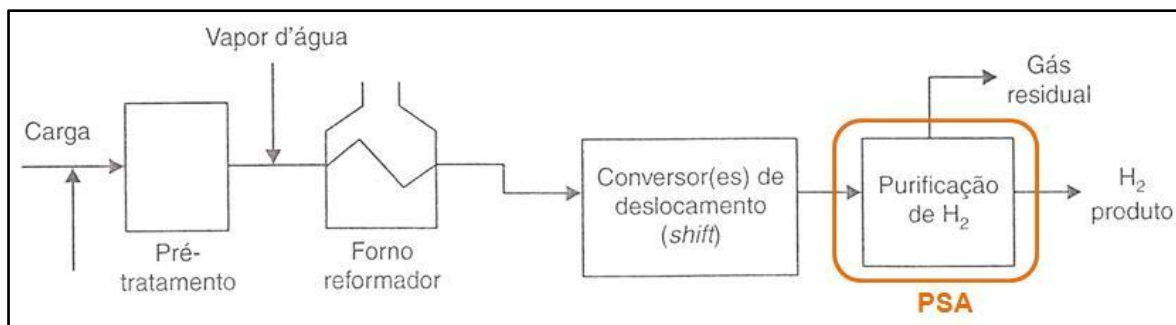 Vapor d'água
Carga
Pré-
tratamento
Forno
reformador
Conversor(es) de
deslocamento
(shift)
Gás
residual
Purificação
de H₂
PSA
H₂
produto